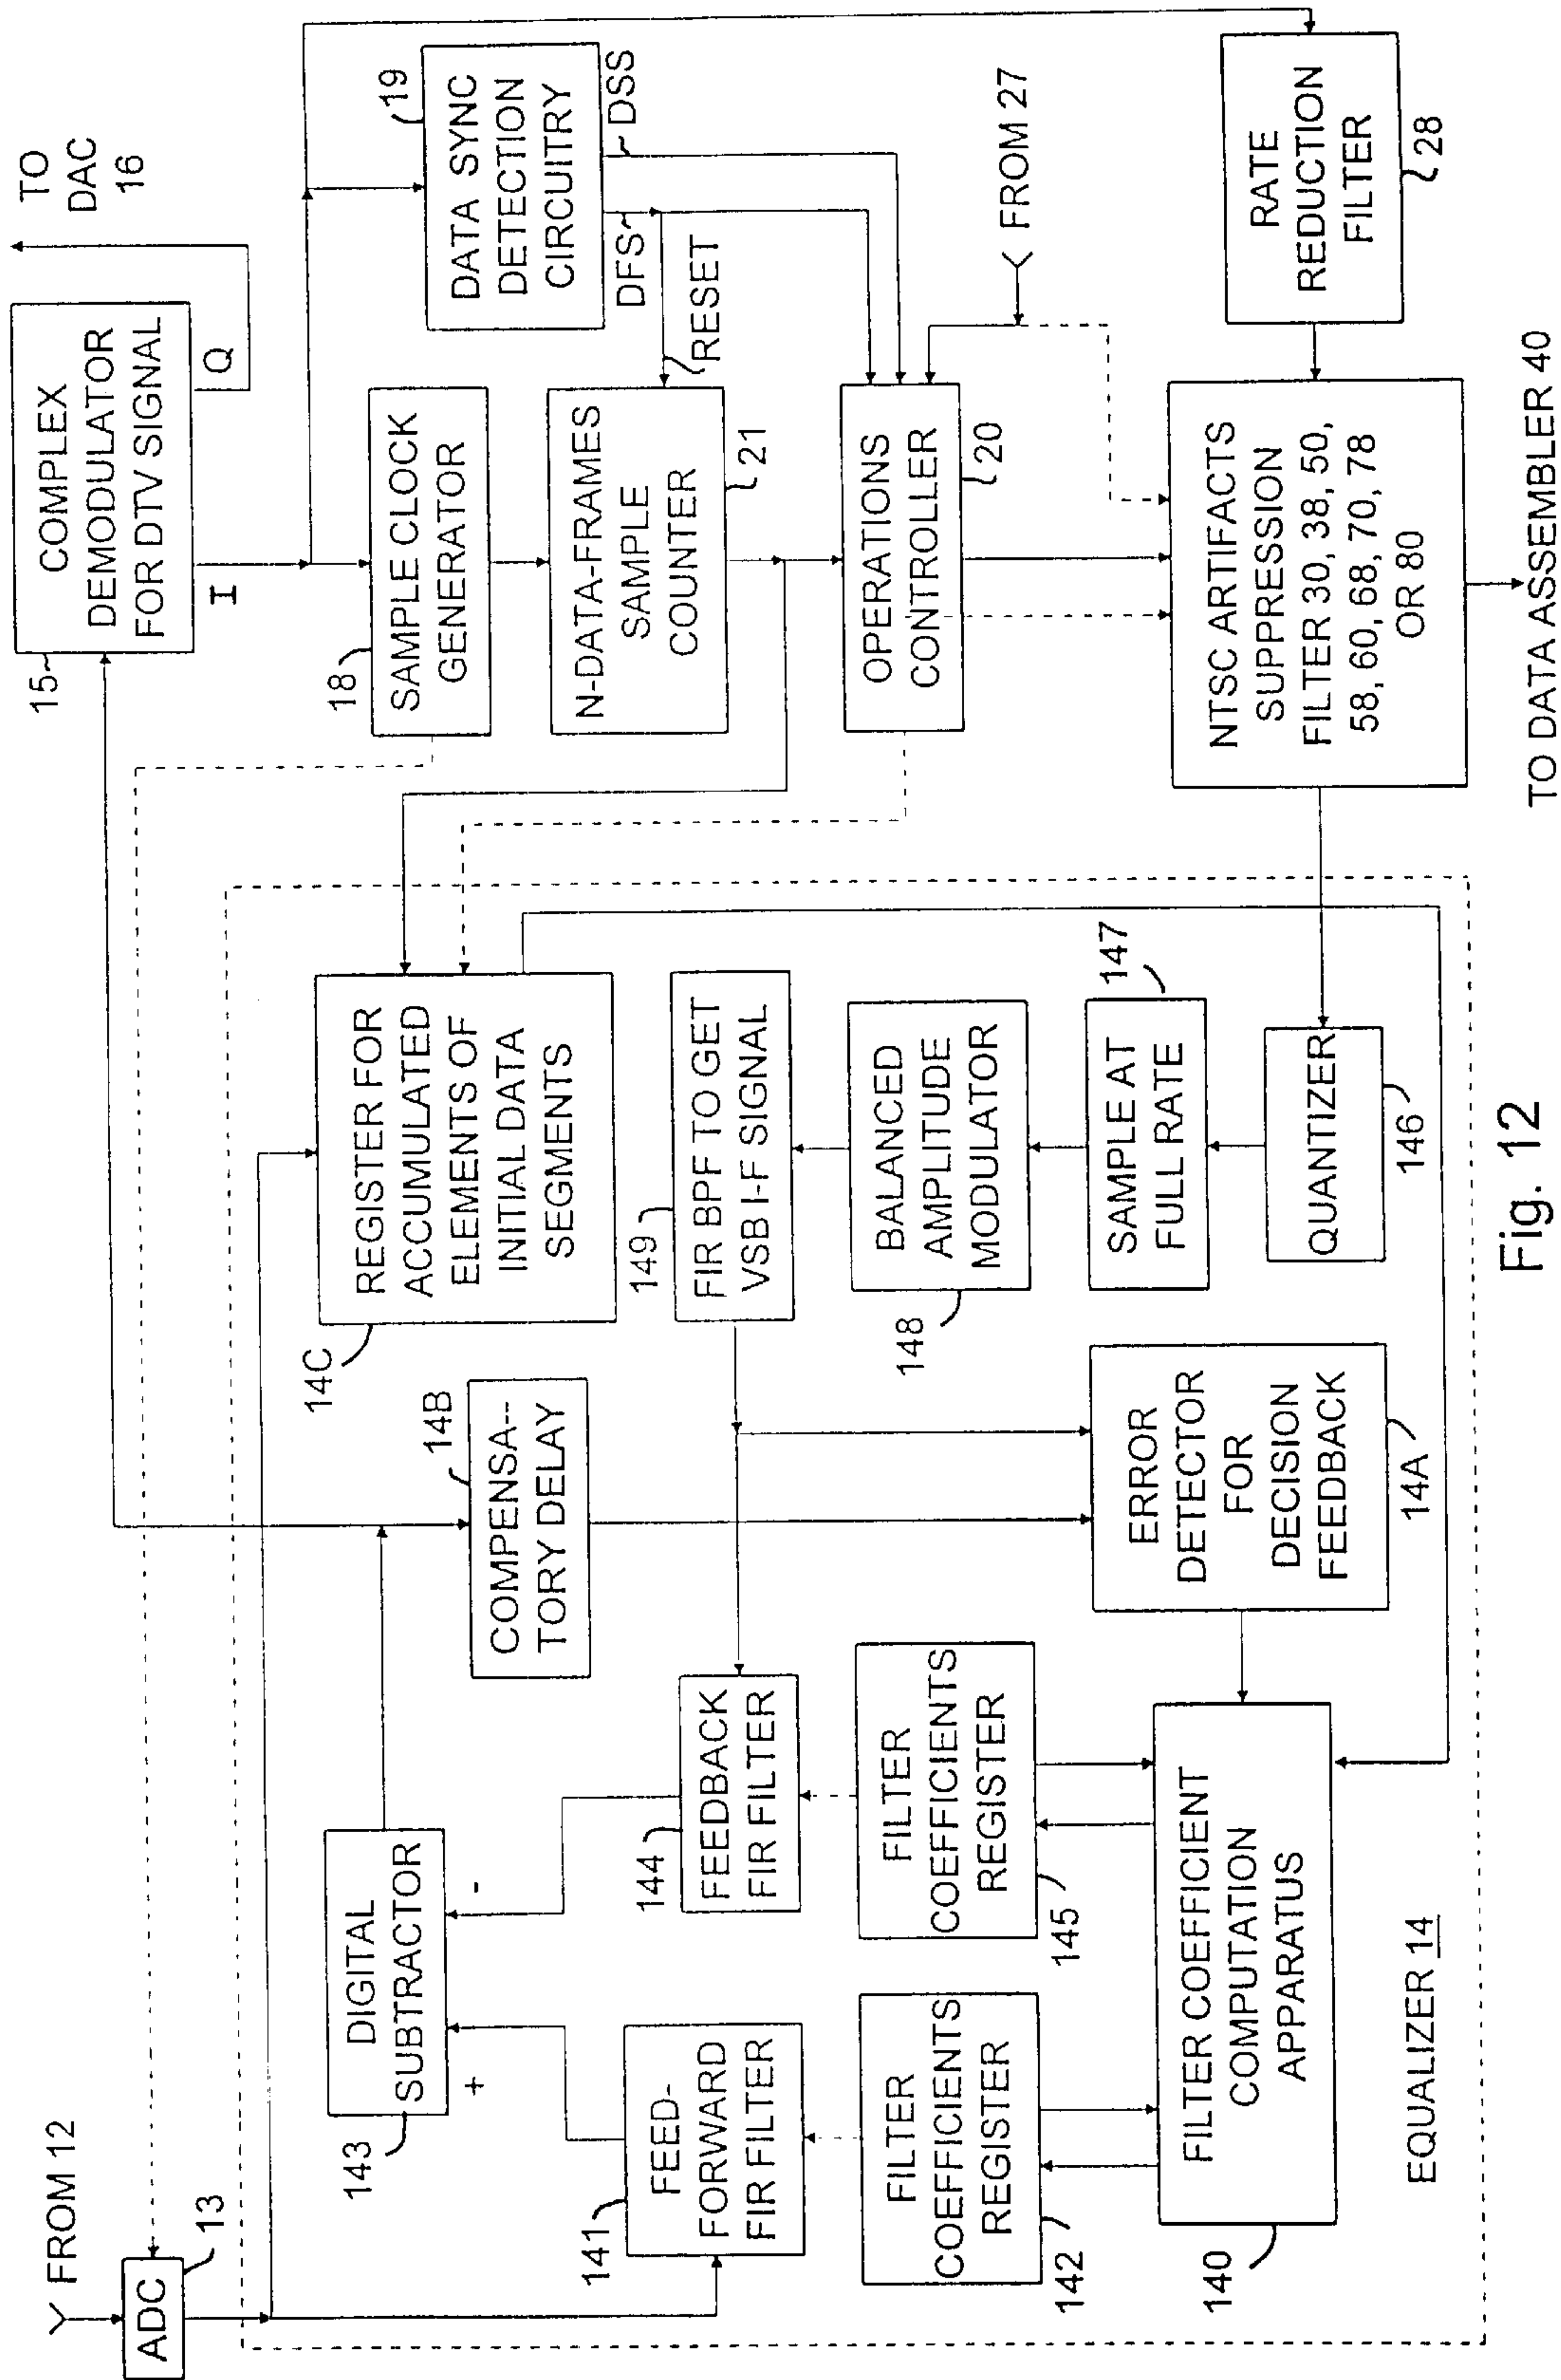 FROM 12
ADC
13
TO
DAC
16
COMPLEX
DEMODULATOR
FOR DTV SIGNAL
15
Q
I
19
DATA SYNC
DETECTION
CIRCUITRY
DSS
DFS
RESET
18
SAMPLE CLOCK
GENERATOR
N-DATA-FRAMES
SAMPLE
COUNTER
21
OPERATIONS
CONTROLLER
20
FROM 27
RATE
REDUCTION
FILTER
28
NTSC ARTIFACTS
SUPPRESSION
FILTER 30, 38, 50,
58, 60, 68, 70, 78
OR 80
TO DATA ASSEMBLER 40
DIGITAL
SUBTRACTOR
143
+
-
141
FEED-
FORWARD
FIR FILTER
144
FEEDBACK
FIR FILTER
FILTER
COEFFICIENTS
REGISTER
142
FILTER
COEFFICIENTS
REGISTER
145
FILTER COEFFICIENT
COMPUTATION
APPARATUS
140
14B
COMPENSA--
TORY DELAY
14C
REGISTER FOR
ACCUMULATED
ELEMENTS OF
INITIAL DATA
SEGMENTS
149
FIR BPF TO GET
VSB I-F SIGNAL
BALANCED
AMPLITUDE
MODULATOR
148
147
SAMPLE AT
FULL RATE
QUANTIZER
146
ERROR
DETECTOR
FOR
DECISION
FEEDBACK
14A
EQUALIZER 14
Fig. 12